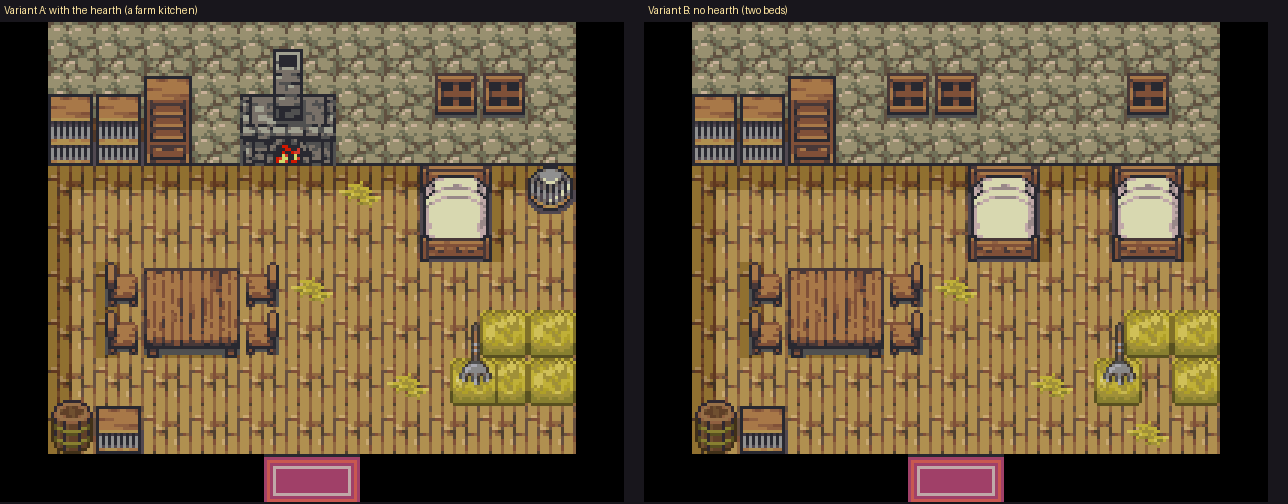 Variant A: with the hearth (a farm kitchen)
Variant B: no hearth (two beds)